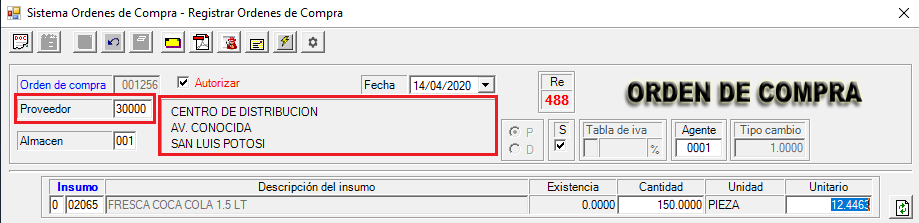 Sistema Ordenes de Compra - Registrar Ordenes de Compra
Orden de compra 001256 Autorizar Fecha 14/04/2020 Re 488 ORDEN DE COMPRA
Proveedor 30000
CENTRO DE DISTRIBUCION
AV. CONOCIDA
SAN LUIS POTOSI
Almacen 001
P
D
S
Tabla de iva
%
Agente
0001
Tipo cambio
1.0000
Insumo Descripción del insumo Existencia Cantidad Unidad Unitario
0 02065 FRESCA COCA COLA 1.5 LT 0.0000 150.0000 PIEZA 12.4463